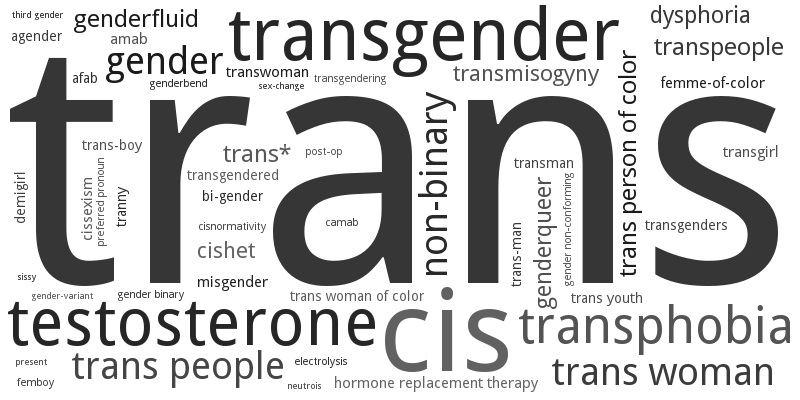 third gender
genderfluid
transgender
dysphoria
agender
amab
transpeople
gender
afab
transwoman
transgendering
transmisogyny
genderbend
sex-change
femme-of-color
trans
trans-boy
trans*
post-op
transgendered
bi-gender
demigirl
cissexism
preferred pronoun
tranny
cisnormativity
camab
cishet
misgender
non-binary
transman
trans-man
genderqueer
gender non-conforming
trans person of color
transgirl
transgenders
sissy
gender-variant
gender binary
trans woman of color
trans youth
testosterone
cis
transphobia
present
trans people
electrolysis
femboy
neutrois
hormone replacement therapy
trans woman